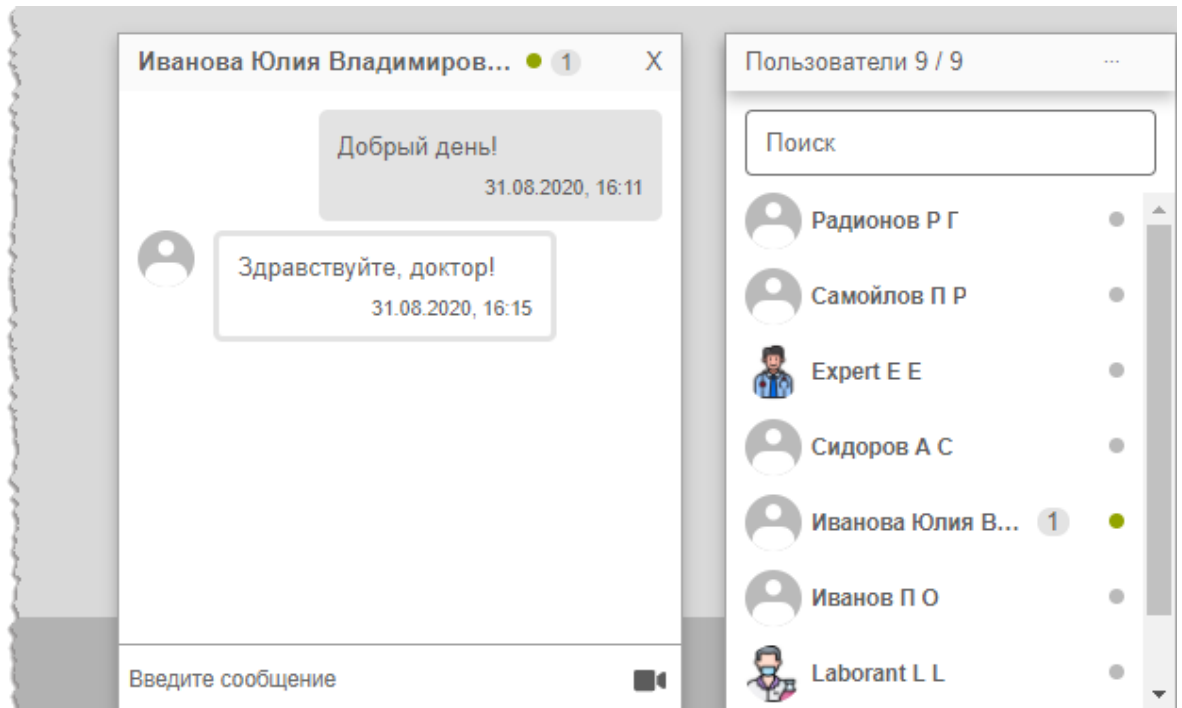 Иванова Юлия Владимиров... 1 X
Добрый день!
31.08.2020, 16:11
Здравствуйте, доктор!
31.08.2020, 16:15
Введите сообщение
Пользователи 9 / 9 ...
Поиск
Радионов Р Г
Самойлов П Р
Expert E E
Сидоров А С
Иванова Юлия В... 1
Иванов П О
Laborant L L